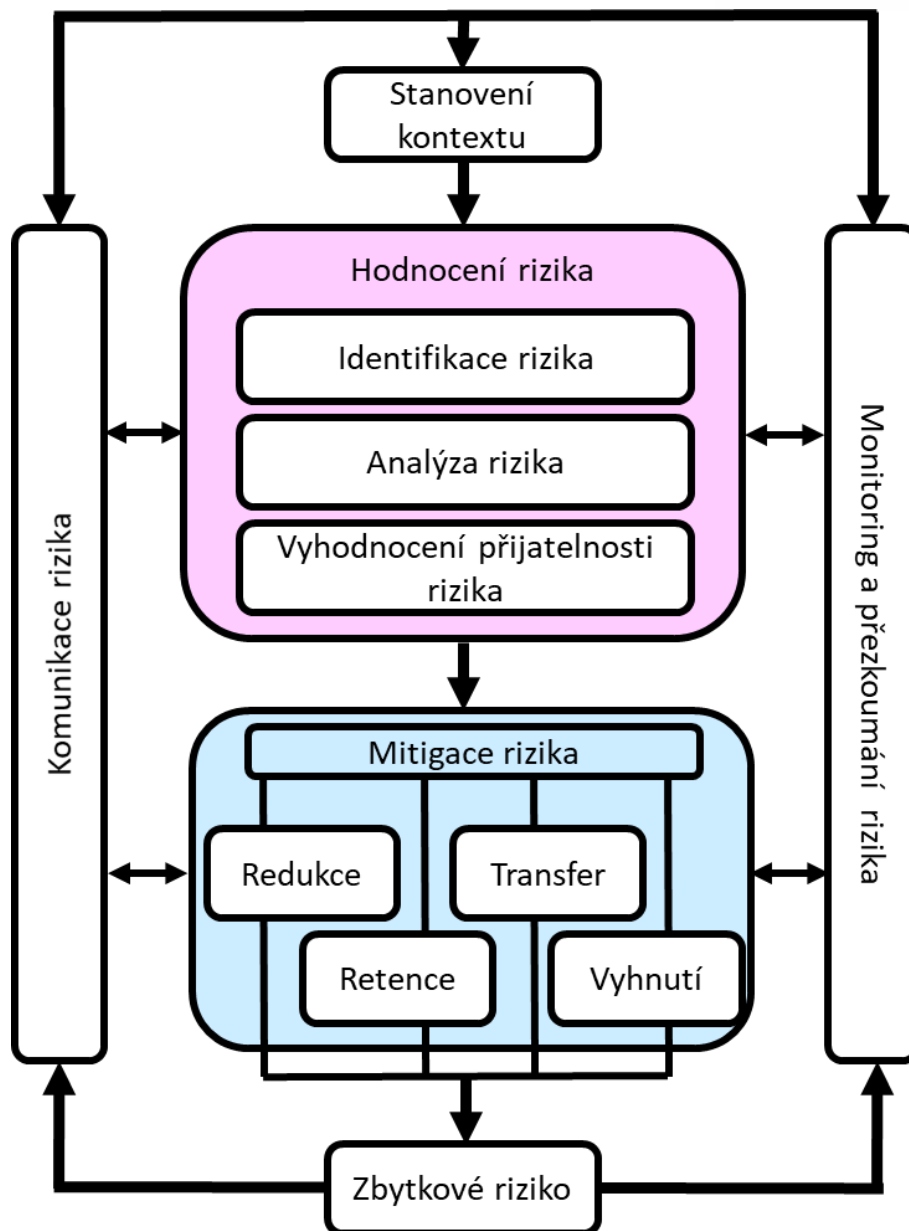 Stanovení
kontextu
Hodnocení rizika
Identifikace rizika
Analýza rizika
Vyhodnocení přijatelnosti
rizika
Komunikace rizika
Monitoring a přezkoumání rizika
Mitigace rizika
Redukce
Transfer
Retence
Vyhnutí
Zbytkové riziko